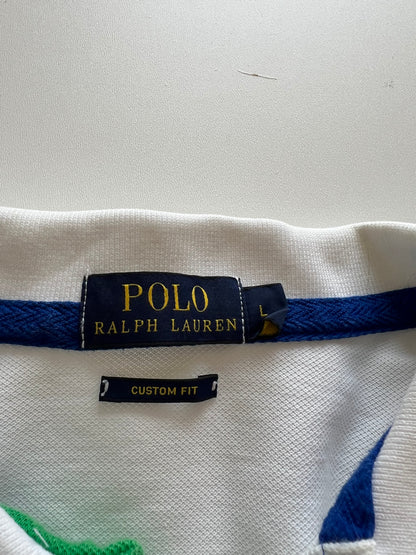 POLO
RALPH LAUREN
L
CUSTOM FIT